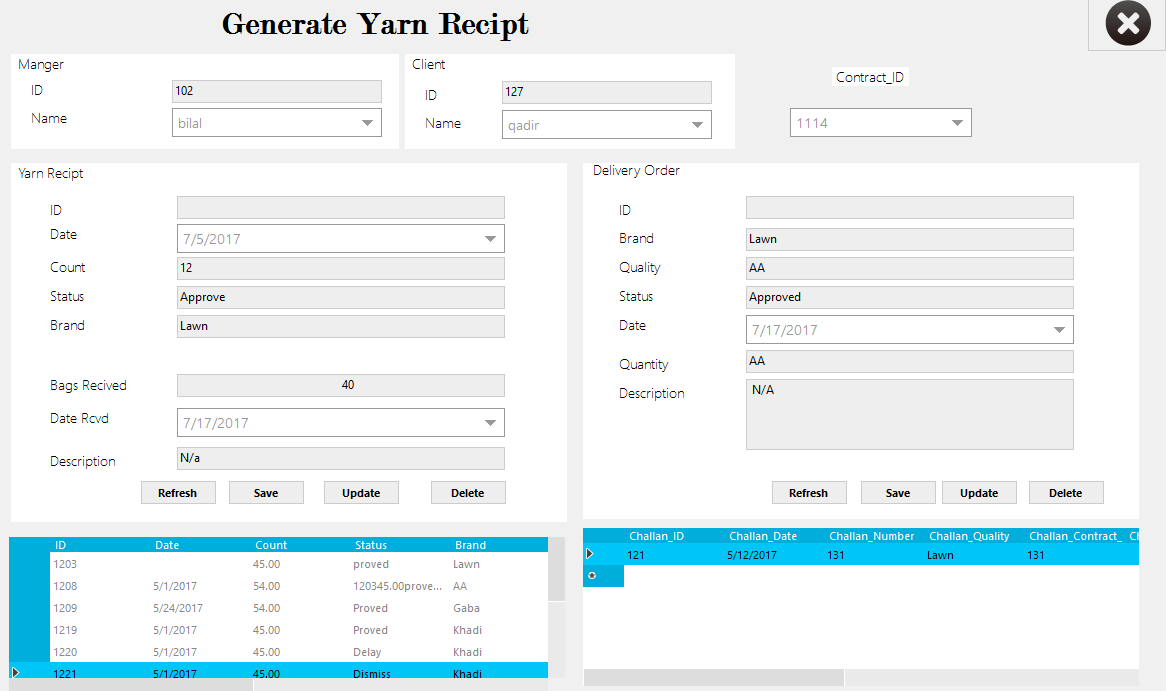 Generate Yarn Recipt
Manger
ID 102
Name bilal
Client
ID 127
Name qadir
Contract_ID
1114
Yarn Recipt
ID
Date 7/5/2017
Count 12
Status Approve
Brand Lawn
Bags Recived 40
Date Rcvd 7/17/2017
Description N/a
Refresh Save Update Delete
Delivery Order
ID
Brand Lawn
Quality AA
Status Approved
Date 7/17/2017
Quantity AA
Description N/A
Refresh Save Update Delete
ID Date Count Status Brand
1203 45.00 proved Lawn
1208 5/1/2017 54.00 120345.00prove... AA
1209 5/24/2017 54.00 Proved Gaba
1219 5/1/2017 45.00 Proved Khadi
1220 5/1/2017 45.00 Delay Khadi
1221 5/1/2017 45.00 Dismiss Khadi
Challan_ID Challan_Date Challan_Number Challan_Quality Challan_Contract_ Ch
121 5/12/2017 131 Lawn 131